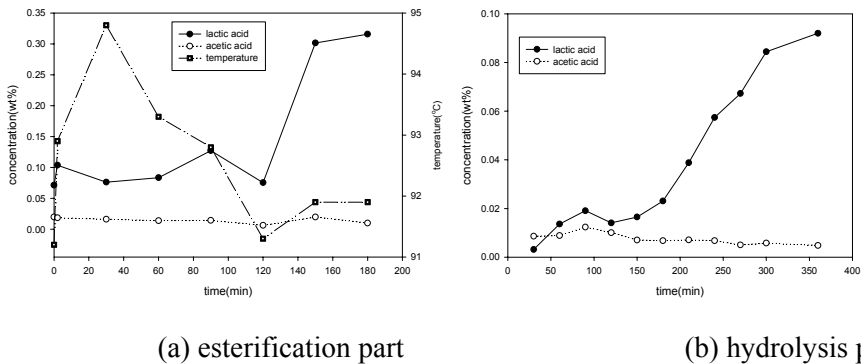 0.35
0.30
0.25
0.20
0.15
0.10
0.05
0.00
concentration(wt%)
lactic acid
acetic acid
temperature
95
94
93
92
91
temperature(°C)
0 20 40 60 80 100 120 140 160 180 200
time(min)
(a) esterification part
0.10
0.08
0.06
0.04
0.02
0.00
concentration(wt%)
lactic acid
acetic acid
0 50 100 150 200 250 300 350 400
time(min)
(b) hydrolysis p